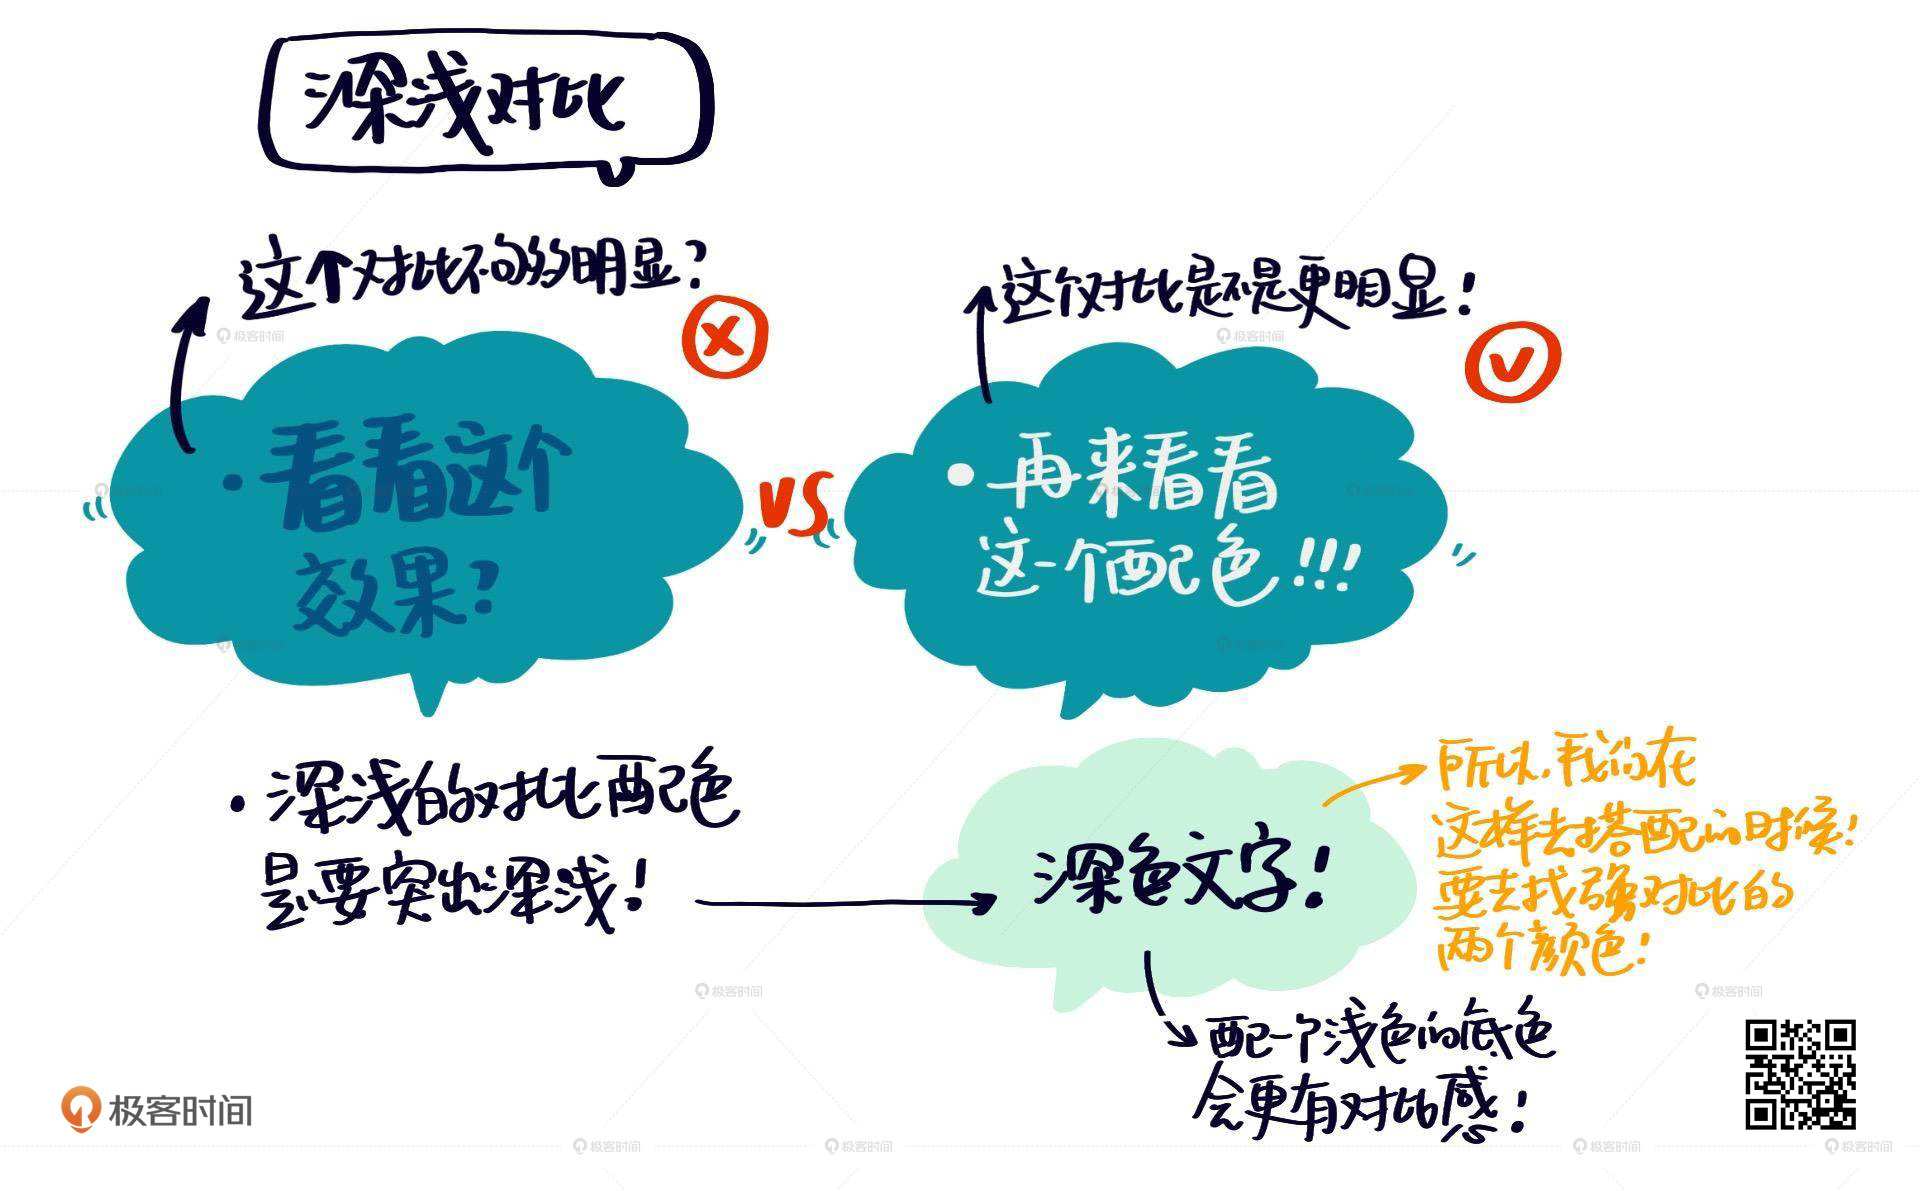 深浅对比
这个对比不够明显?
看看这个
效果?
VS
这个对比是不是更明显!
再来看看
这一个配色!!!
深浅的对比配色
是要突出深浅!
深色文字!
所以,我们在
这样去搭配的时候!
要去找强对比的
两个颜色!
配一个浅色的底色
会更有对比感!
极客时间